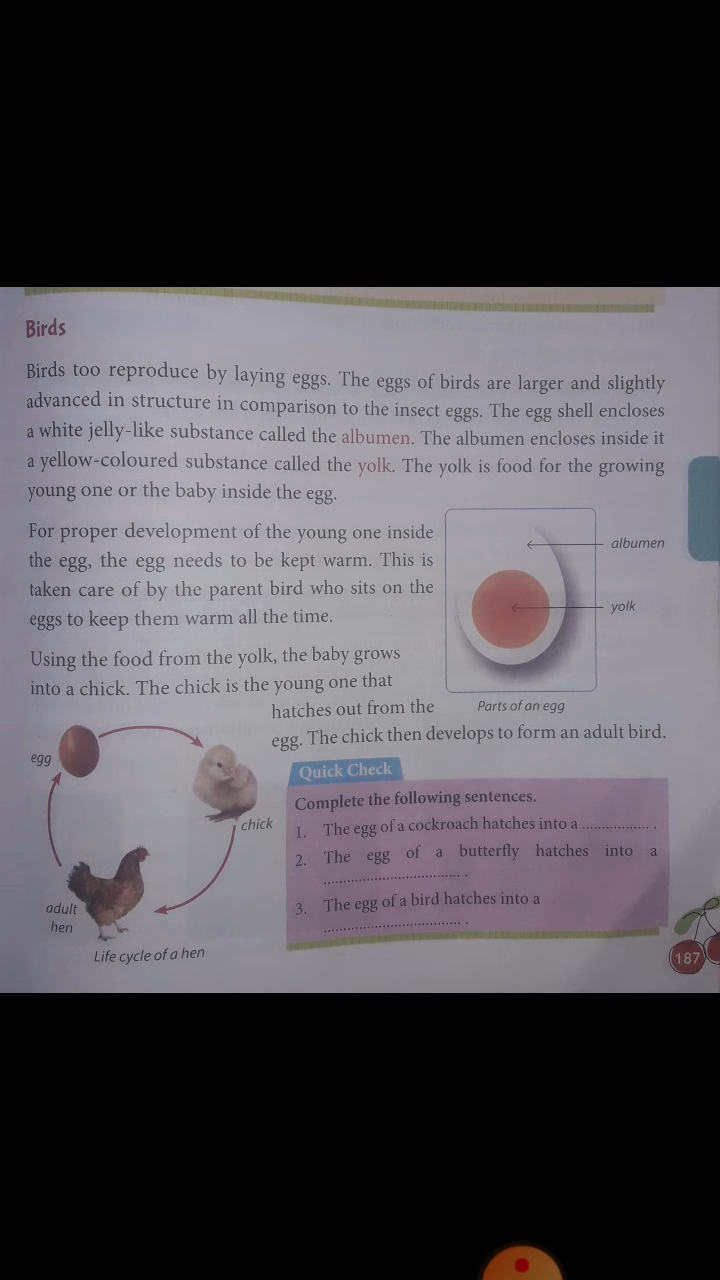 Birds
Birds too reproduce by laying eggs. The eggs of birds are larger and slightly
advanced in structure in comparison to the insect eggs. The egg shell encloses
a white jelly-like substance called the albumen. The albumen encloses inside it
a yellow-coloured substance called the yolk. The yolk is food for the growing
young one or the baby inside the egg.
For proper development of the young one inside
the egg, the egg needs to be kept warm. This is
taken care of by the parent bird who sits on the
eggs to keep them warm all the time.
albumen
yolk
Parts of an egg
Using the food from the yolk, the baby grows
into a chick. The chick is the young one that
hatches out from the
egg. The chick then develops to form an adult bird.
egg
chick
adult
hen
Life cycle of a hen
Quick Check
Complete the following sentences.
1. The egg of a cockroach hatches into a ................. .
2. The egg of a butterfly hatches into a
................................... .
3. The egg of a bird hatches into a
................................... .
187